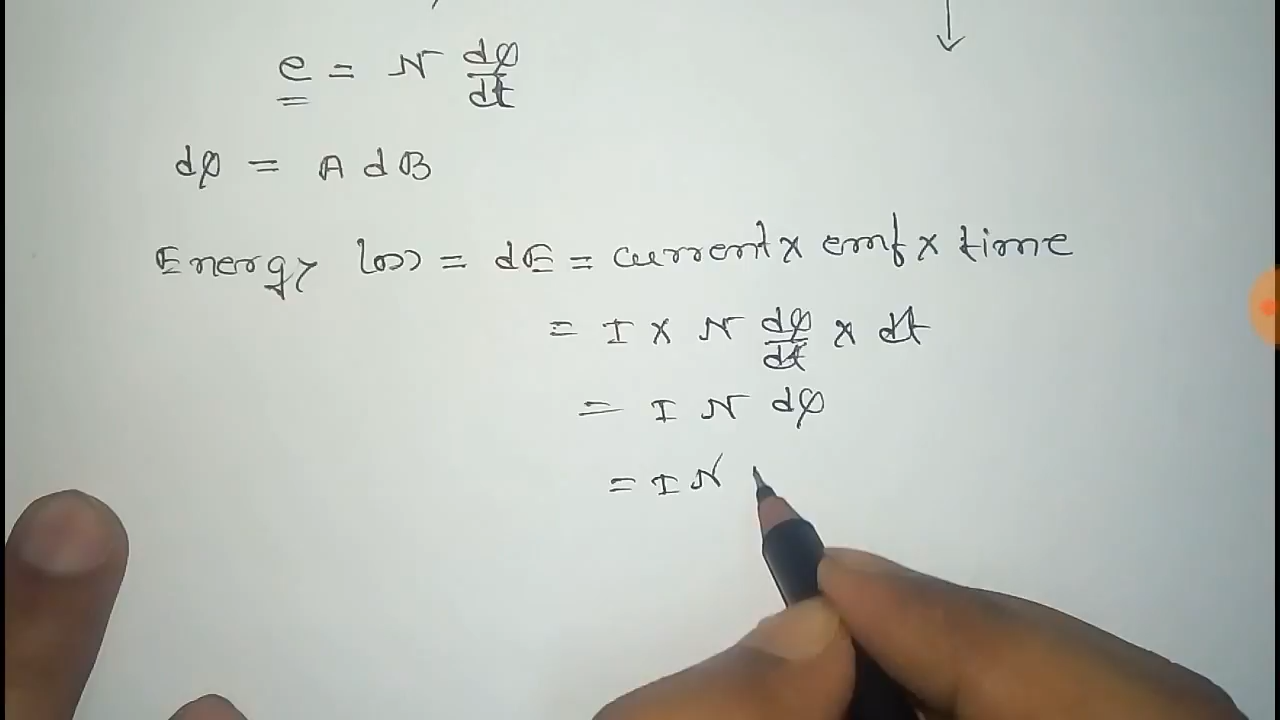 e = N dφ/dt
dφ = A dB
Energy loss = dE = current x emf x time
= I x N dφ/dt x dt
= I N dφ
= I N